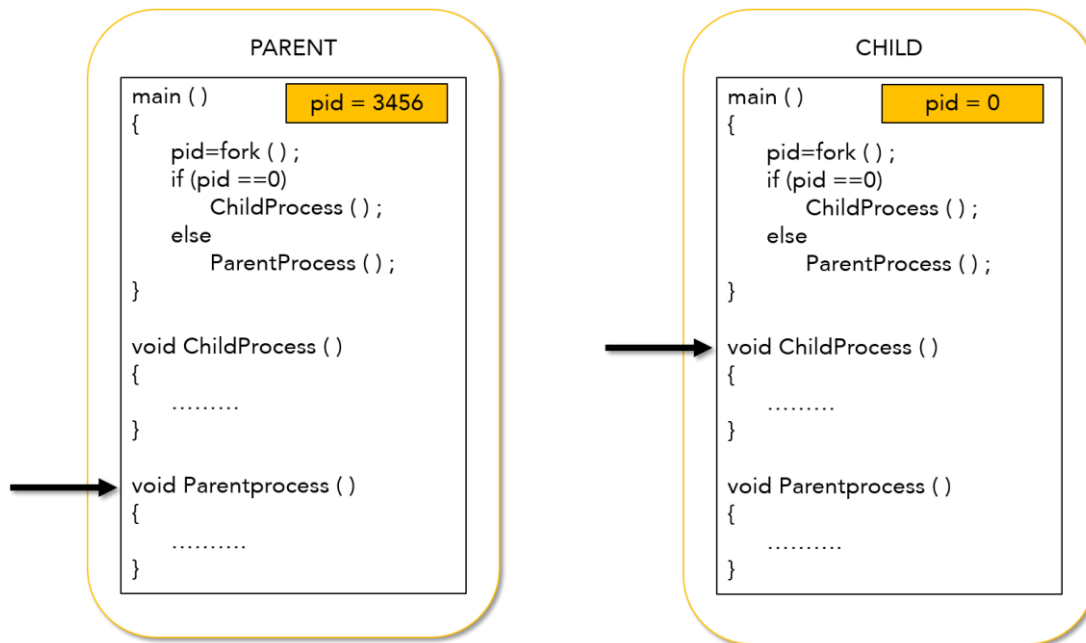 PARENT
main ( )
pid = 3456
{
pid=fork ( ) ;
if (pid ==0)
ChildProcess ( ) ;
else
ParentProcess ( ) ;
}
void ChildProcess ( )
{
.........
}
void Parentprocess ( )
{
..........
}
CHILD
main ( )
pid = 0
{
pid=fork ( ) ;
if (pid ==0)
ChildProcess ( ) ;
else
ParentProcess ( ) ;
}
void ChildProcess ( )
{
.........
}
void Parentprocess ( )
{
..........
}